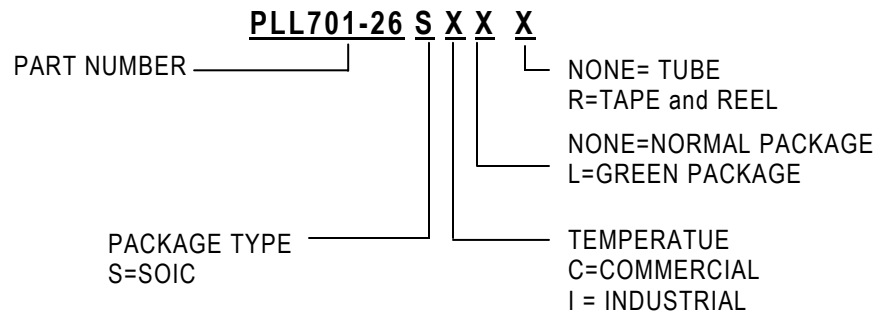 PLL701-26 S X X X
PART NUMBER
NONE= TUBE
R=TAPE and REEL
NONE=NORMAL PACKAGE
L=GREEN PACKAGE
PACKAGE TYPE
S=SOIC
TEMPERATUE
C=COMMERCIAL
I = INDUSTRIAL